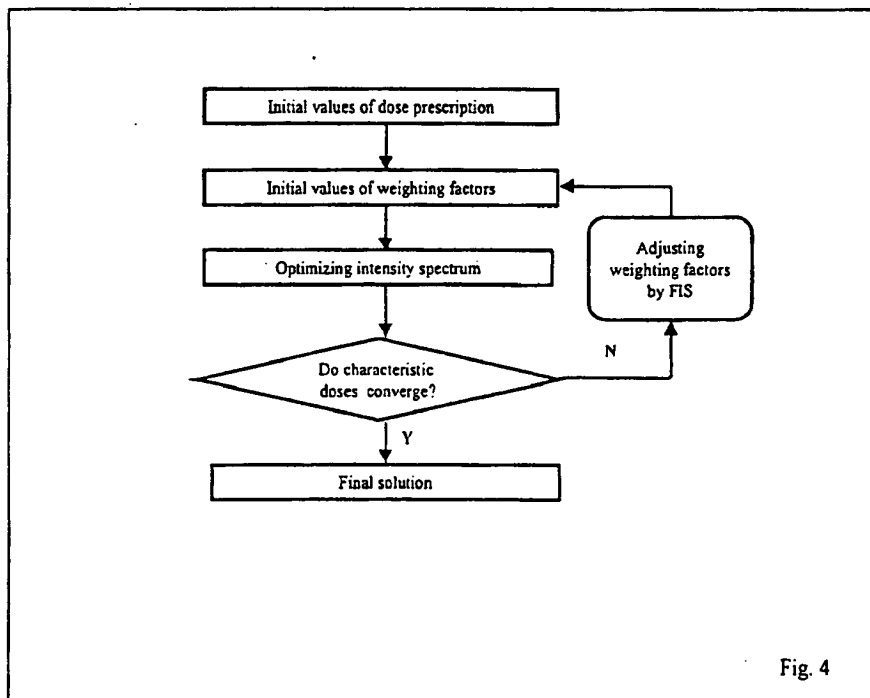 Initial values of dose prescription
Initial values of weighting factors
Optimizing intensity spectrum
Adjusting
weighting factors
by FIS
Do characteristic
doses converge?
N
Y
Final solution
Fig. 4